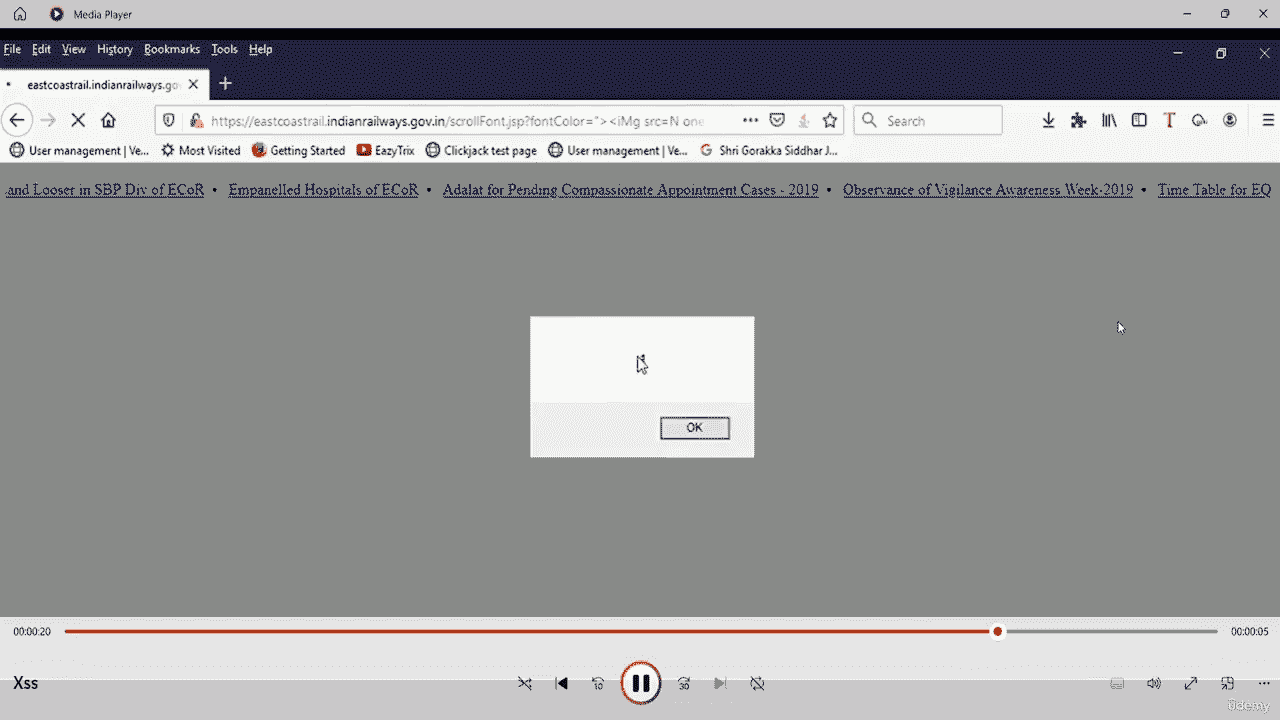 Media Player
File Edit View History Bookmarks Tools Help
eastcoastrail.indianrailways.go
https://eastcoastrail.indianrailways.gov.in/scrollFont.jsp?fontColor="><iMg src=N one
Search
User management | Ve... Most Visited Getting Started EazyTrix Clickjack test page User management | Ve... Shri Gorakka Siddhar J...
and Looser in SBP Div of ECoR • Empanelled Hospitals of ECoR • Adalat for Pending Compassionate Appointment Cases - 2019 • Observance of Vigilance Awareness Week-2019 • Time Table for EQ
OK
00:00:20
00:00:05
Xss
10
30
Udemy